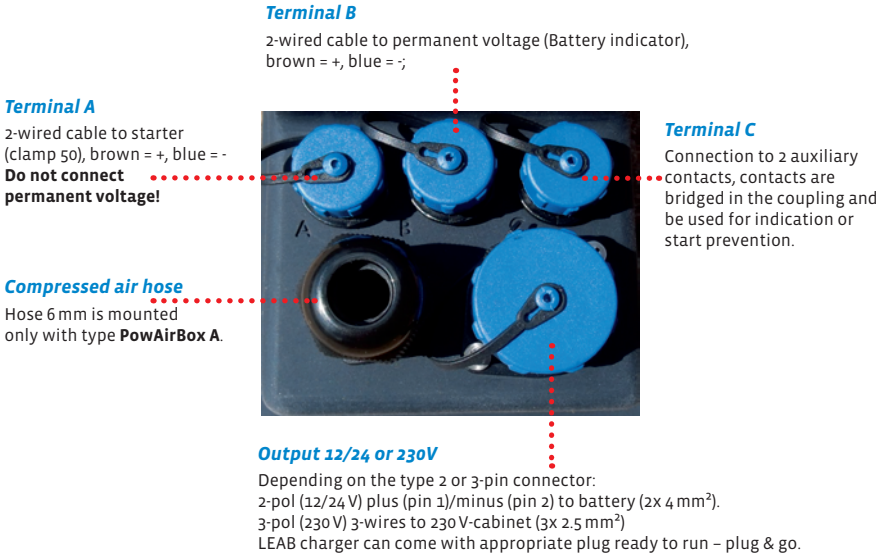 Terminal B
2-wired cable to permanent voltage (Battery indicator),
brown = +, blue = -;
Terminal A
2-wired cable to starter
(clamp 50), brown = +, blue = -
Do not connect
permanent voltage!
Terminal C
Connection to 2 auxiliary
contacts, contacts are
bridged in the coupling and
be used for indication or
start prevention.
A
B
C
Compressed air hose
Hose 6 mm is mounted
only with type PowAirBox A.
Output 12/24 or 230V
Depending on the type 2 or 3-pin connector:
2-pol (12/24 V) plus (pin 1)/minus (pin 2) to battery (2x 4 mm²).
3-pol (230 V) 3-wires to 230 V-cabinet (3x 2.5 mm²)
LEAB charger can come with appropriate plug ready to run – plug & go.